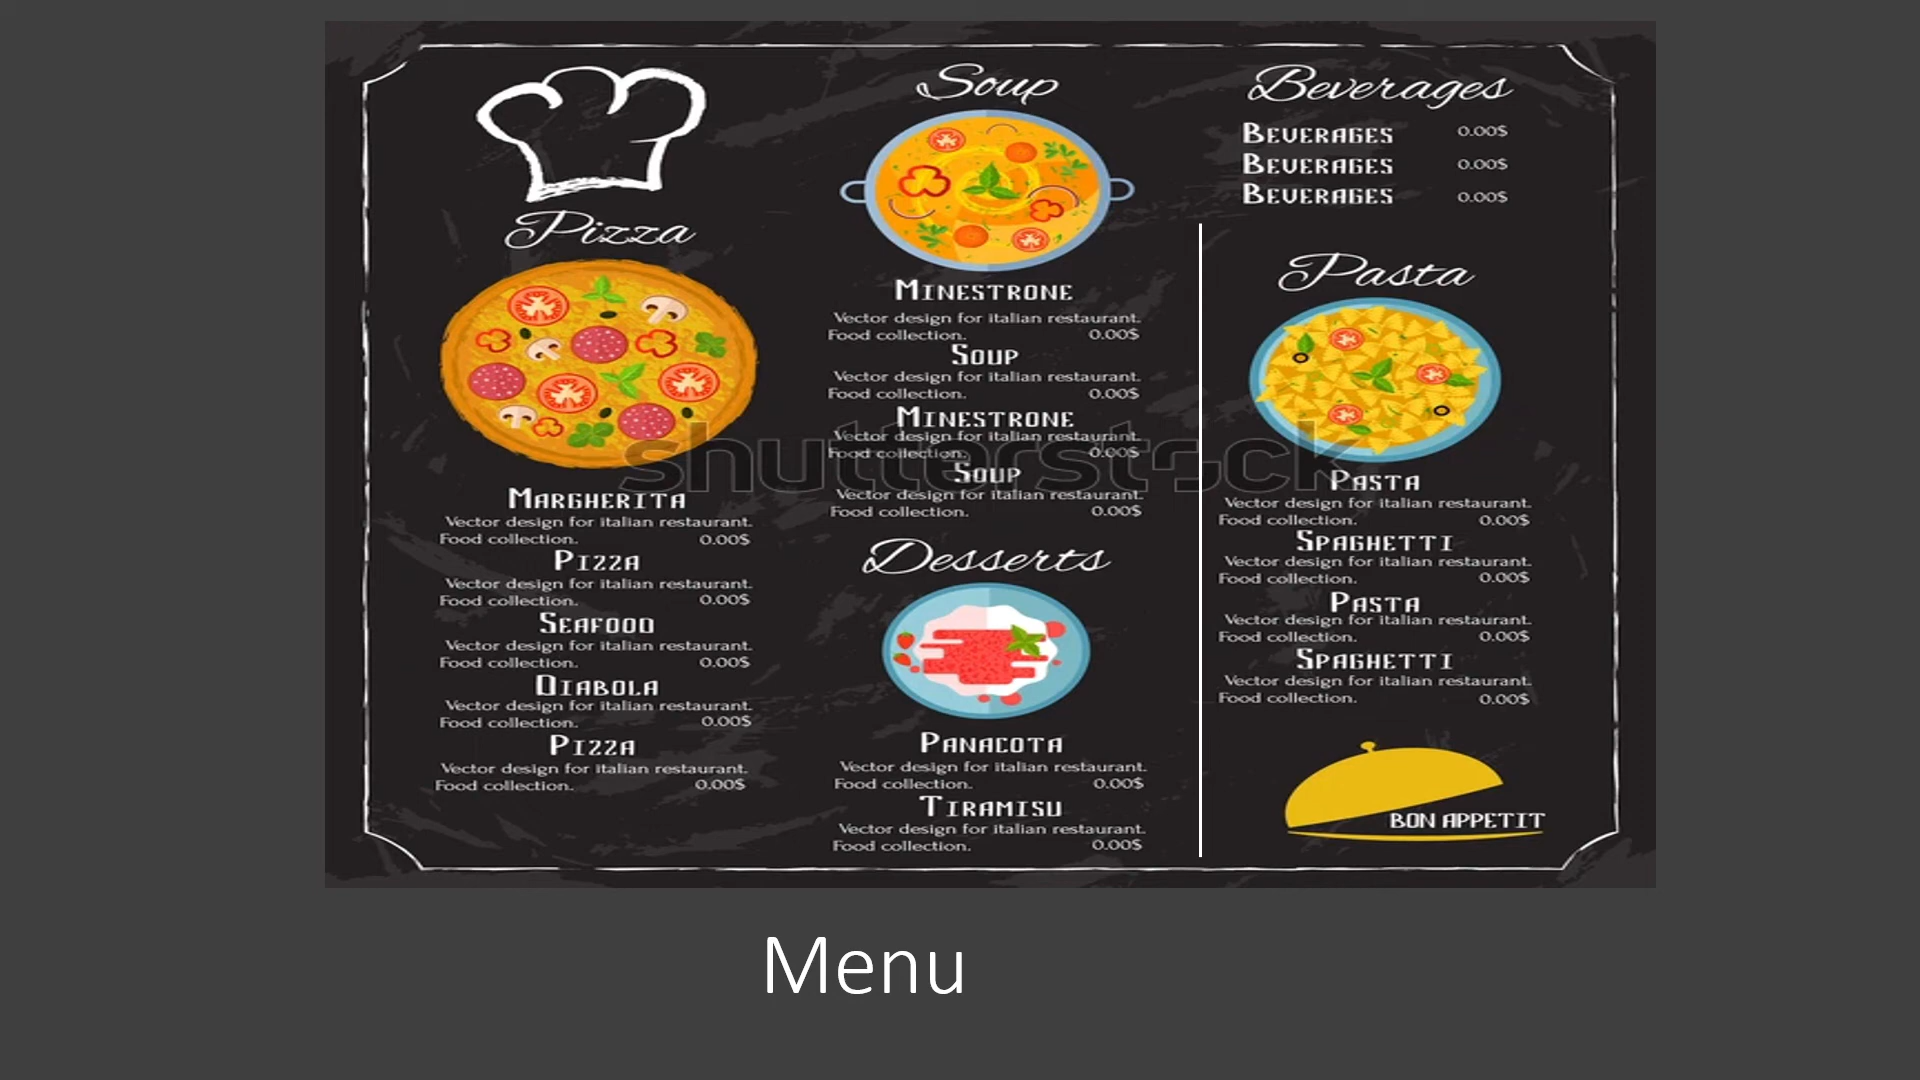 Pizza
MARGHERITA
Vector design for italian restaurant.
Food collection. 0.00$
PIZZA
Vector design for italian restaurant.
Food collection. 0.00$
SEAFOOD
Vector design for italian restaurant.
Food collection. 0.00$
DIABOLA
Vector design for italian restaurant.
Food collection. 0.00$
PIZZA
Vector design for italian restaurant.
Food collection. 0.00$
Soup
MINESTRONE
Vector design for italian restaurant.
Food collection. 0.00$
SOUP
Vector design for italian restaurant.
Food collection. 0.00$
MINESTRONE
Vector design for italian restaurant.
Food collection. 0.00$
SOUP
Vector design for italian restaurant.
Food collection. 0.00$
shutterstock
Desserts
PANACOTA
Vector design for italian restaurant.
Food collection. 0.00$
TIRAMISU
Vector design for italian restaurant.
Food collection. 0.00$
Beverages
BEVERAGES 0.00$
BEVERAGES 0.00$
BEVERAGES 0.00$
Pasta
PASTA
Vector design for italian restaurant.
Food collection. 0.00$
SPAGHETTI
Vector design for italian restaurant.
Food collection. 0.00$
PASTA
Vector design for italian restaurant.
Food collection. 0.00$
SPAGHETTI
Vector design for italian restaurant.
Food collection. 0.00$
BON APPETIT
Menu